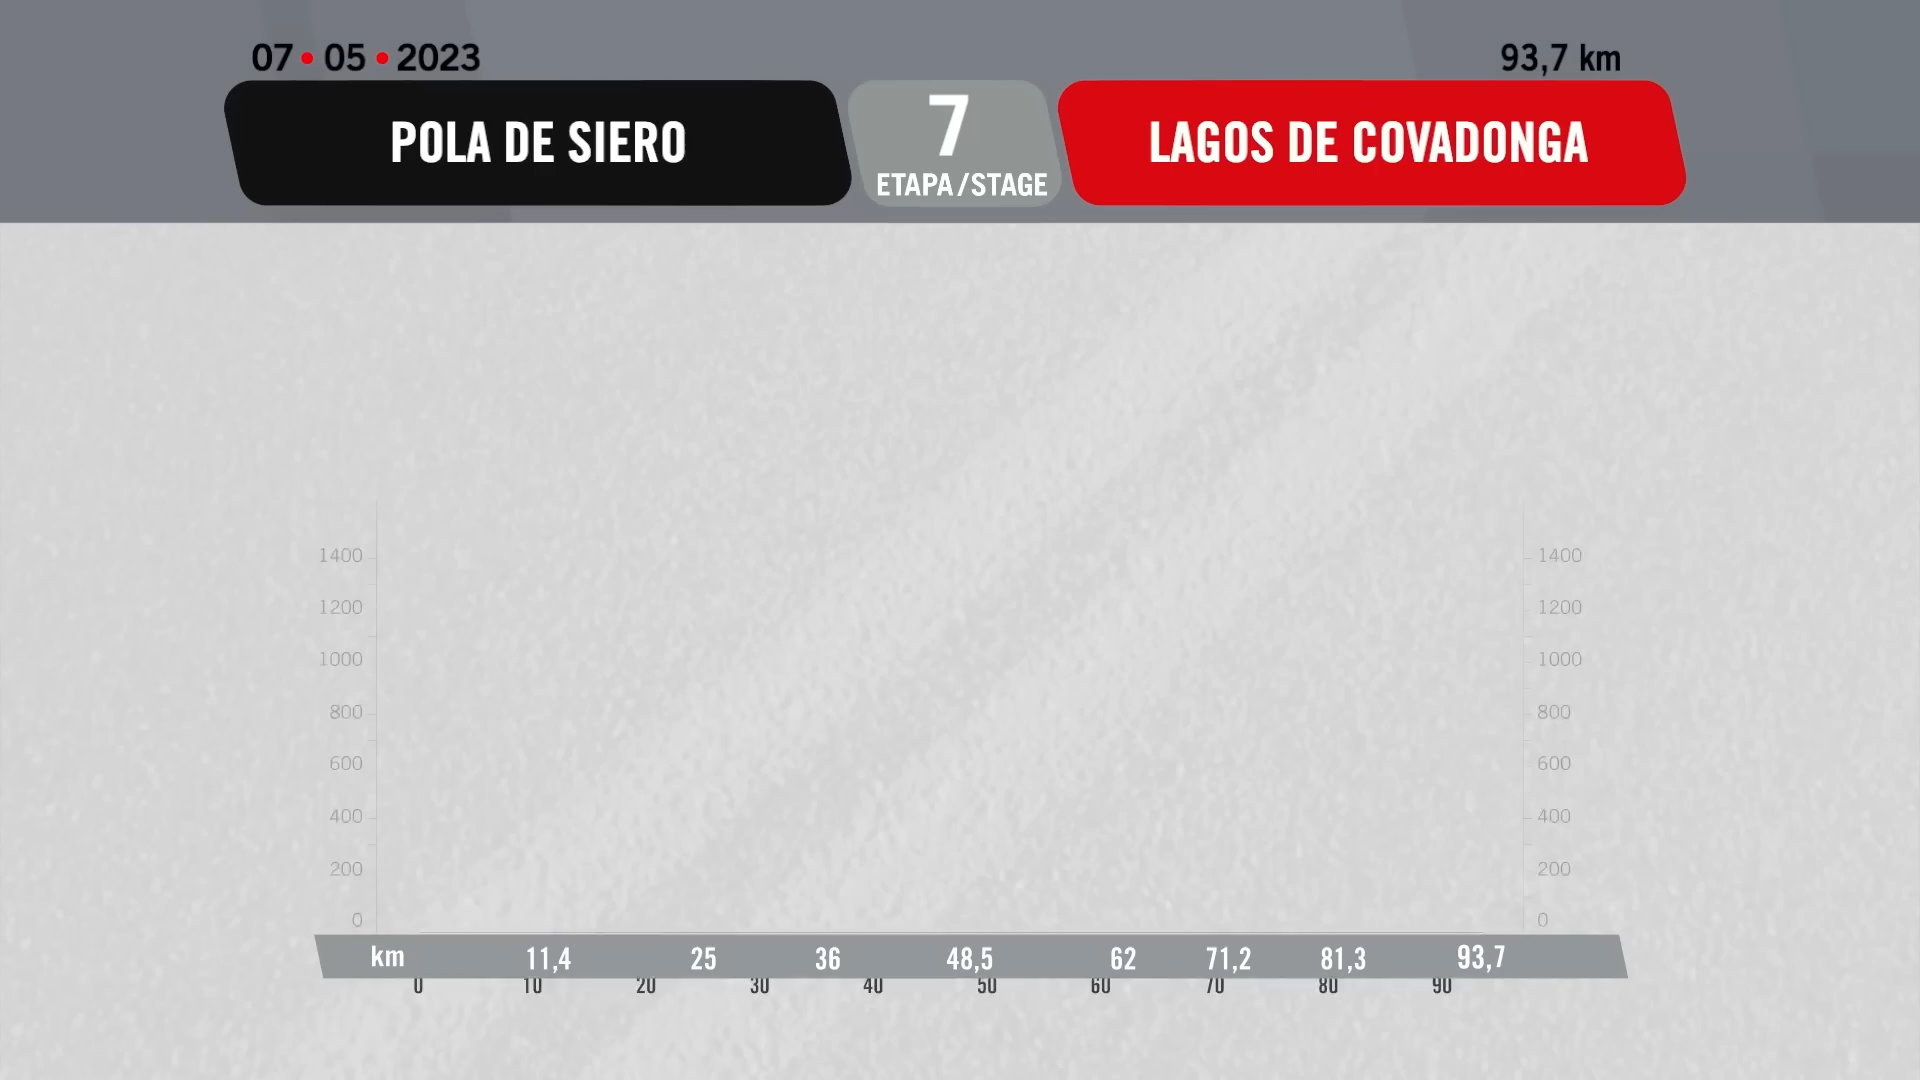 07 • 05 • 2023
93,7 km
POLA DE SIERO
7
ETAPA/STAGE
LAGOS DE COVADONGA
1400
1200
1000
800
600
400
200
0
1400
1200
1000
800
600
400
200
0
km 11,4 25 36 48,5 62 71,2 81,3 93,7
0 10 20 30 40 50 60 70 80 90